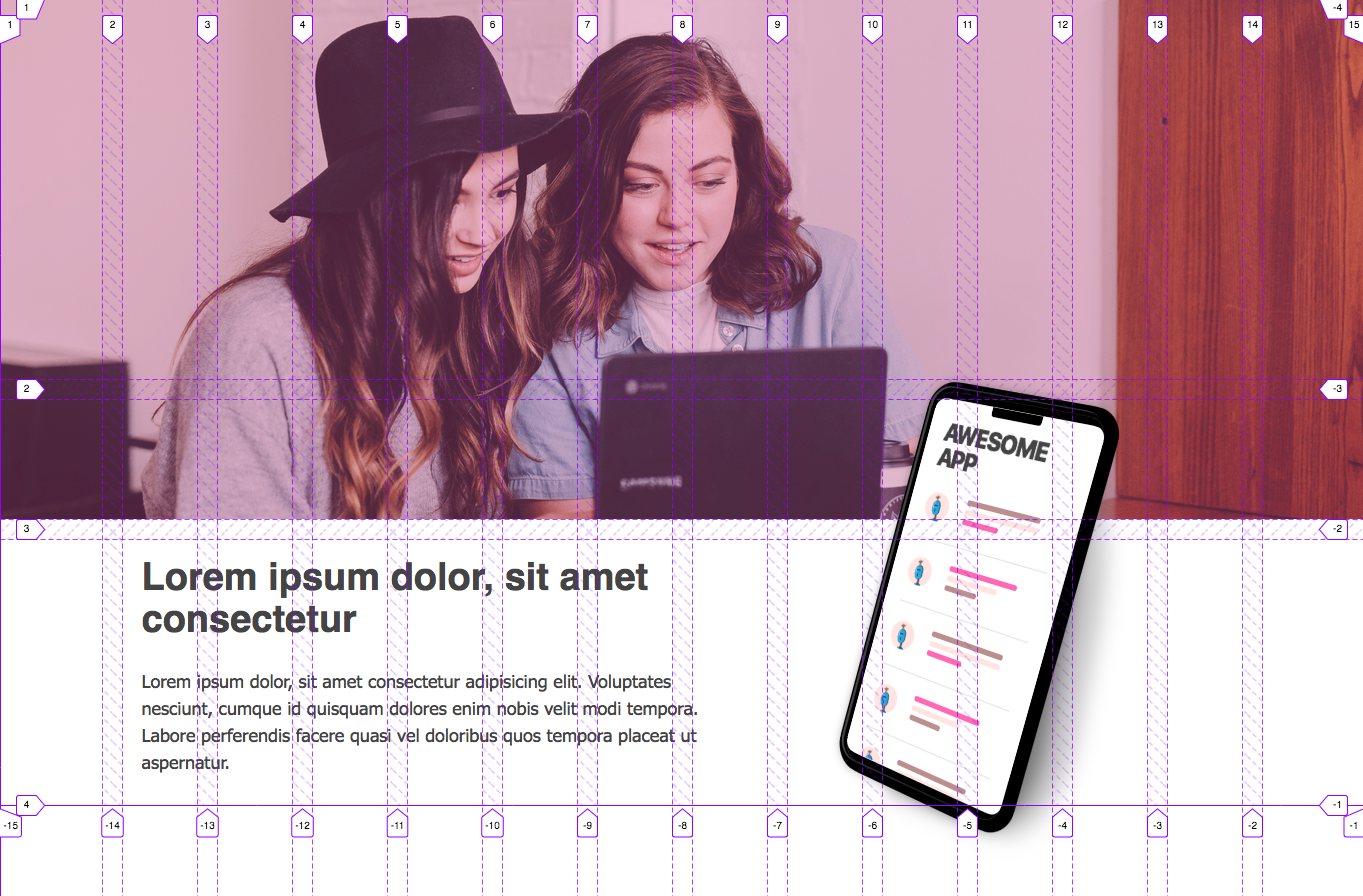 1 -4
1 2 3 4 5 6 7 8 9 10 11 12 13 14 15
2 -3
AWESOME
APP
SAMSUNG
3 -2
Lorem ipsum dolor, sit amet
consectetur
Lorem ipsum dolor, sit amet consectetur adipisicing elit. Voluptates
nesciunt, cumque id quisquam dolores enim nobis velit modi tempora.
Labore perferendis facere quasi vel doloribus quos tempora placeat ut
aspernatur.
4 -1
-15 -14 -13 -12 -11 -10 -9 -8 -7 -6 -5 -4 -3 -2 -1